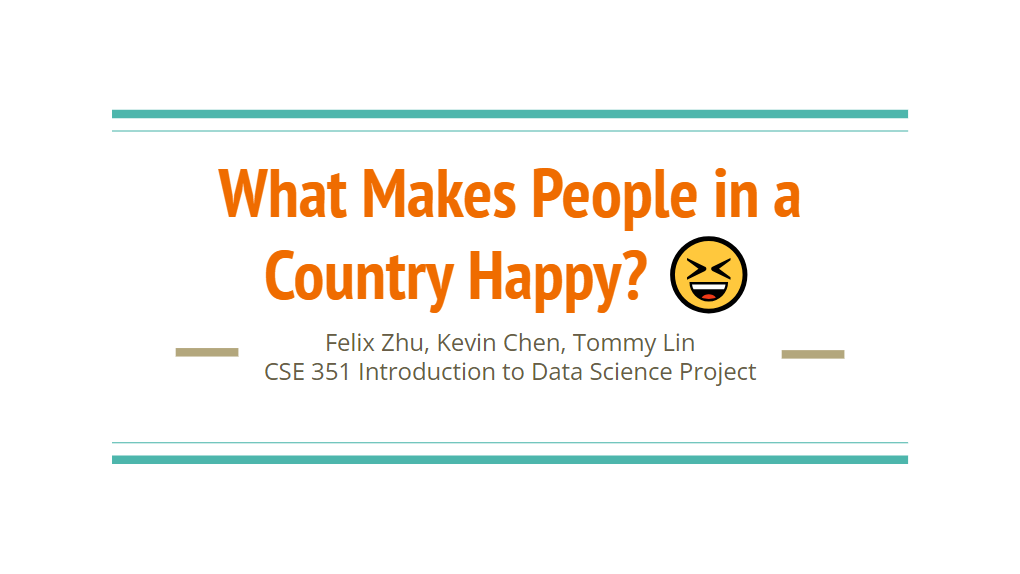 What Makes People in a
Country Happy?
Felix Zhu, Kevin Chen, Tommy Lin
CSE 351 Introduction to Data Science Project